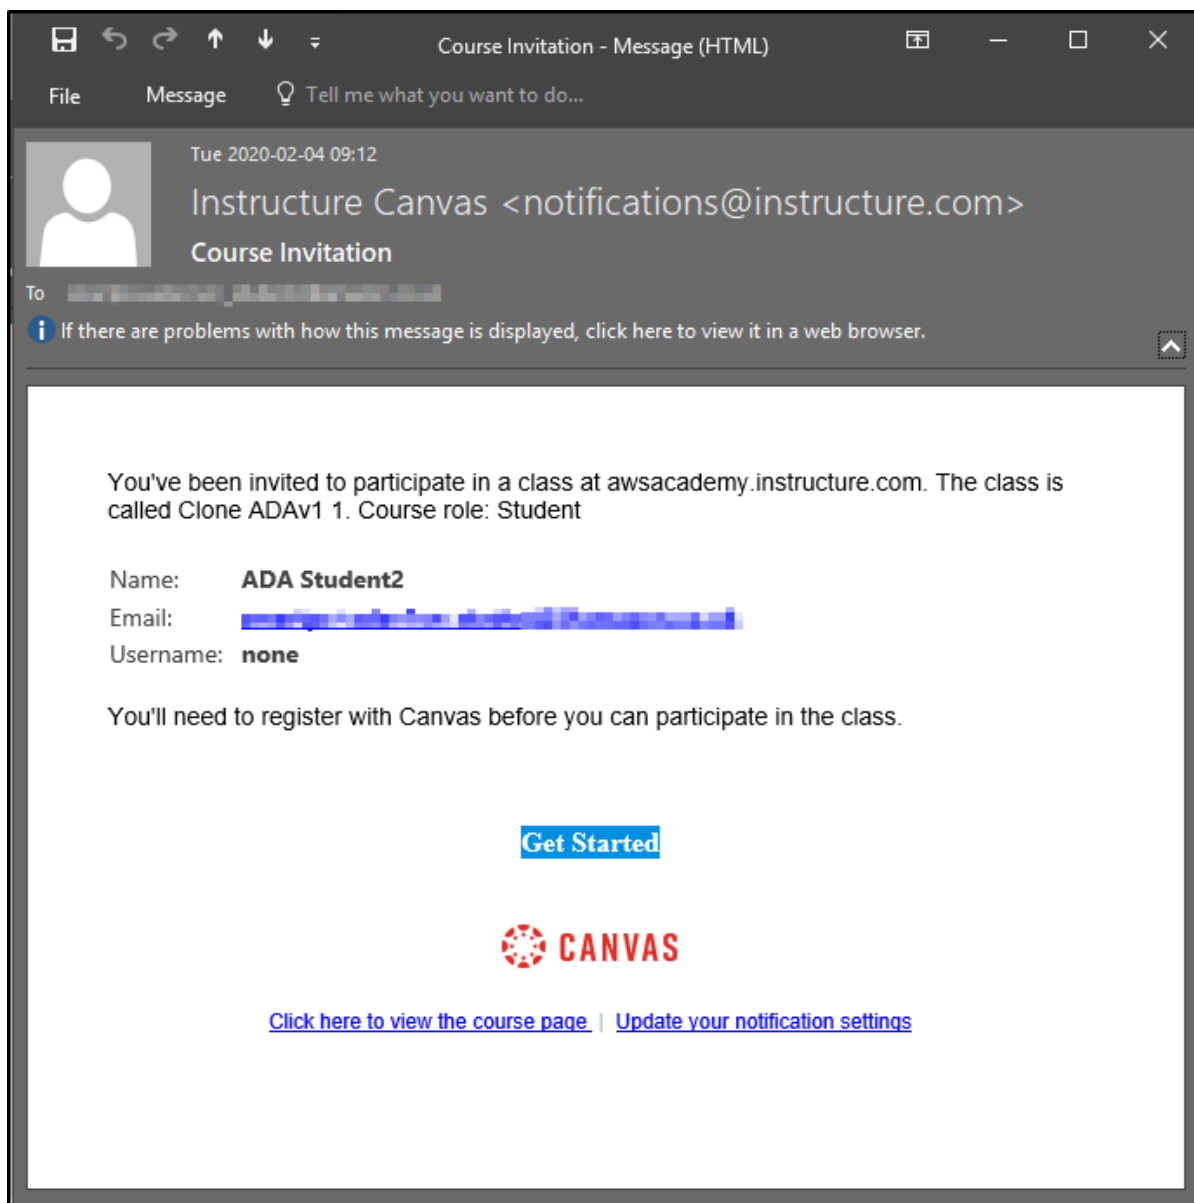 Course Invitation - Message (HTML)
File Message Tell me what you want to do...
Tue 2020-02-04 09:12
Instructure Canvas <notifications@instructure.com>
Course Invitation
To
If there are problems with how this message is displayed, click here to view it in a web browser.
You've been invited to participate in a class at awsacademy.instructure.com. The class is
called Clone ADAv1 1. Course role: Student
Name: ADA Student2
Email:
Username: none
You'll need to register with Canvas before you can participate in the class.
Get Started
CANVAS
Click here to view the course page | Update your notification settings